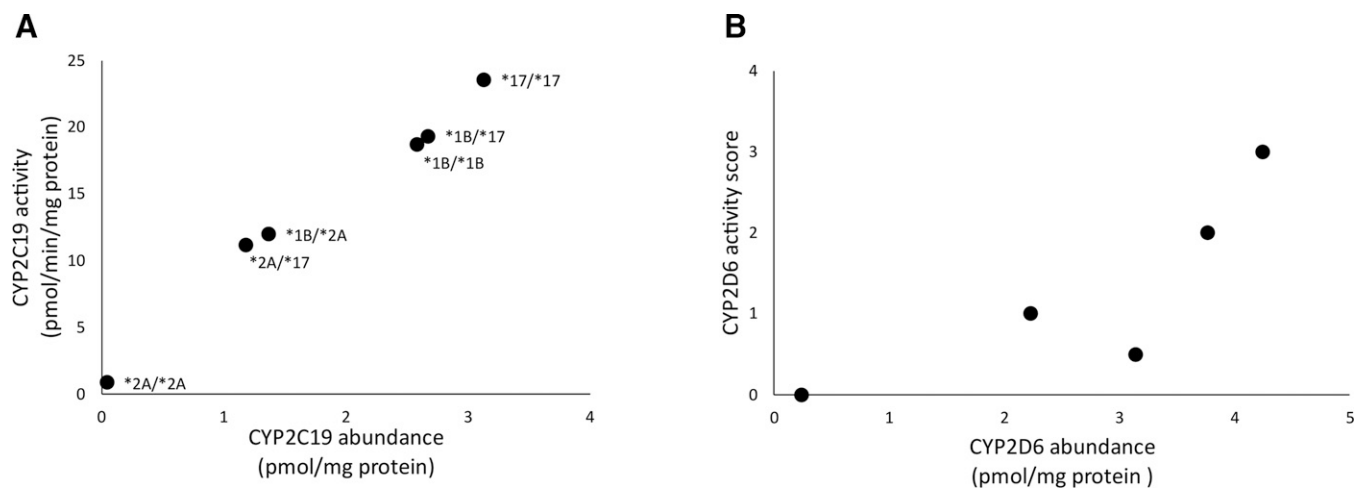 A
CYP2C19 activity
(pmol/min/mg protein)
25
20
15
10
5
0
*17/*17
*1B/*17
*1B/*1B
*1B/*2A
*2A/*17
*2A/*2A
0 1 2 3 4
CYP2C19 abundance
(pmol/mg protein)
B
CYP2D6 activity score
4
3
2
1
0
0 1 2 3 4 5
CYP2D6 abundance
(pmol/mg protein )